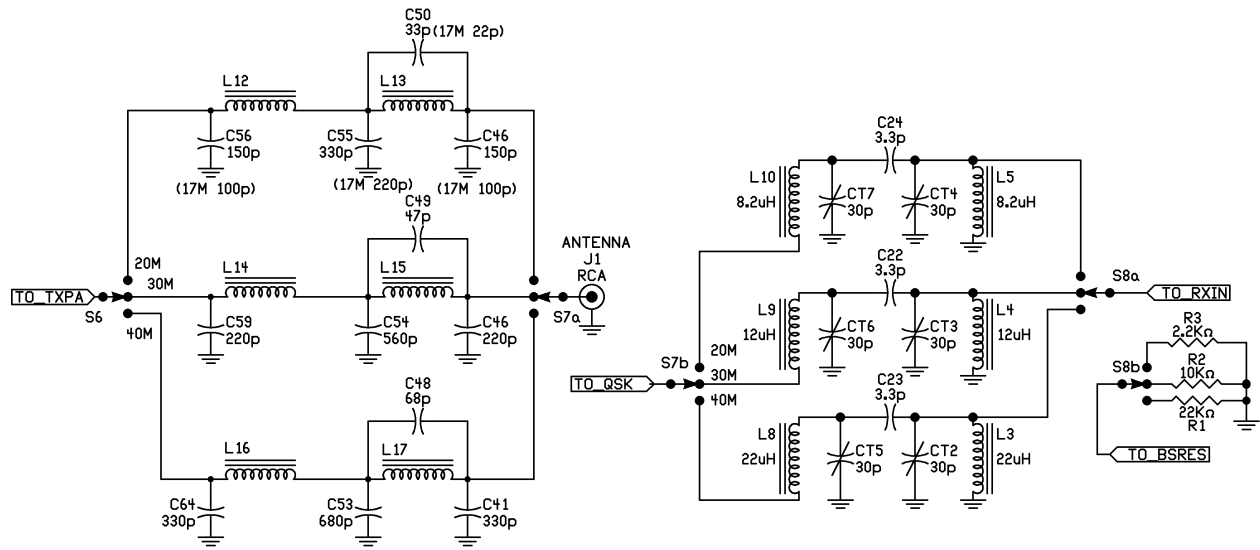 C50
33p(17M 22p)
L12
L13
C56
150p
(17M 100p)
C55
330p
(17M 220p)
C46
150p
(17M 100p)
C49
47p
20M
30M
40M
TO_TXPA
S6
L14
L15
C59
220p
C54
560p
C46
220p
ANTENNA
J1
RCA
S7a
C48
68p
L16
L17
C64
330p
C53
680p
C41
330p
C24
3.3p
L10
8.2uH
CT7
30p
CT4
30p
L5
8.2uH
C22
3.3p
L9
12uH
CT6
30p
CT3
30p
L4
12uH
S8a
TO_RXIN
S7b
20M
30M
40M
TO_QSK
C23
3.3p
L8
22uH
CT5
30p
CT2
30p
L3
22uH
R3
2.2KΩ
S8b
R2
10KΩ
22KΩ
R1
TO_BSRES